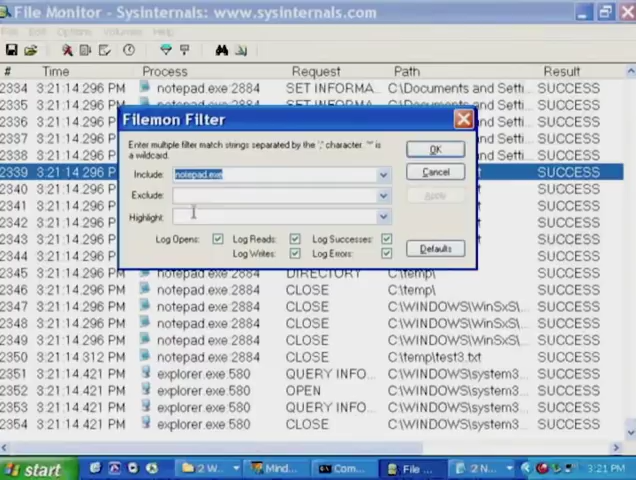 File Monitor - Sysinternals: www.sysinternals.com
File Edit Options Volumes Help
# Time Process Request Path Result
2334 3:21:14.296 PM notepad.exe:2884 SET INFORMA... C:\Documents and Setti... SUCCESS
Filemon Filter
Enter multiple filter match strings separated by the ';' character. '*' is
a wildcard.
Include: notepad.exe
Exclude:
Highlight:
Log Opens: Log Reads: Log Successes:
Log Writes: Log Errors:
OK
Cancel
Apply
Defaults
2335 3:21:14.296 PM SUCCESS
2336 3:21:14.296 PM SUCCESS
2337 3:21:14.296 PM SUCCESS
2338 3:21:14.296 PM SUCCESS
2339 3:21:14.296 PM SUCCESS
2340 3:21:14.296 PM SUCCESS
2341 3:21:14.296 PM SUCCESS
2342 3:21:14.296 PM SUCCESS
2343 3:21:14.296 PM SUCCESS
2344 3:21:14.296 PM SUCCESS
2345 3:21:14.296 PM notepad.exe:2884 DIRECTORY C:\temp\ SUCCESS
2346 3:21:14.296 PM notepad.exe:2884 CLOSE C:\temp\ SUCCESS
2347 3:21:14.296 PM notepad.exe:2884 CLOSE C:\WINDOWS\WinSxS\... SUCCESS
2348 3:21:14.296 PM notepad.exe:2884 CLOSE C:\WINDOWS\WinSxS\... SUCCESS
2349 3:21:14.296 PM notepad.exe:2884 CLOSE C:\WINDOWS\WinSxS\... SUCCESS
2350 3:21:14.312 PM notepad.exe:2884 CLOSE C:\temp\test3.txt SUCCESS
2351 3:21:14.421 PM explorer.exe:580 QUERY INFO... C:\WINDOWS\system3... SUCCESS
2352 3:21:14.421 PM explorer.exe:580 OPEN C:\WINDOWS\system3... SUCCESS
2353 3:21:14.421 PM explorer.exe:580 QUERY INFO... C:\WINDOWS\system3... SUCCESS
2354 3:21:14.421 PM explorer.exe:580 CLOSE C:\WINDOWS\system3... SUCCESS
start 2 W... Mind... Com... File ... 2 N... 3:21 PM